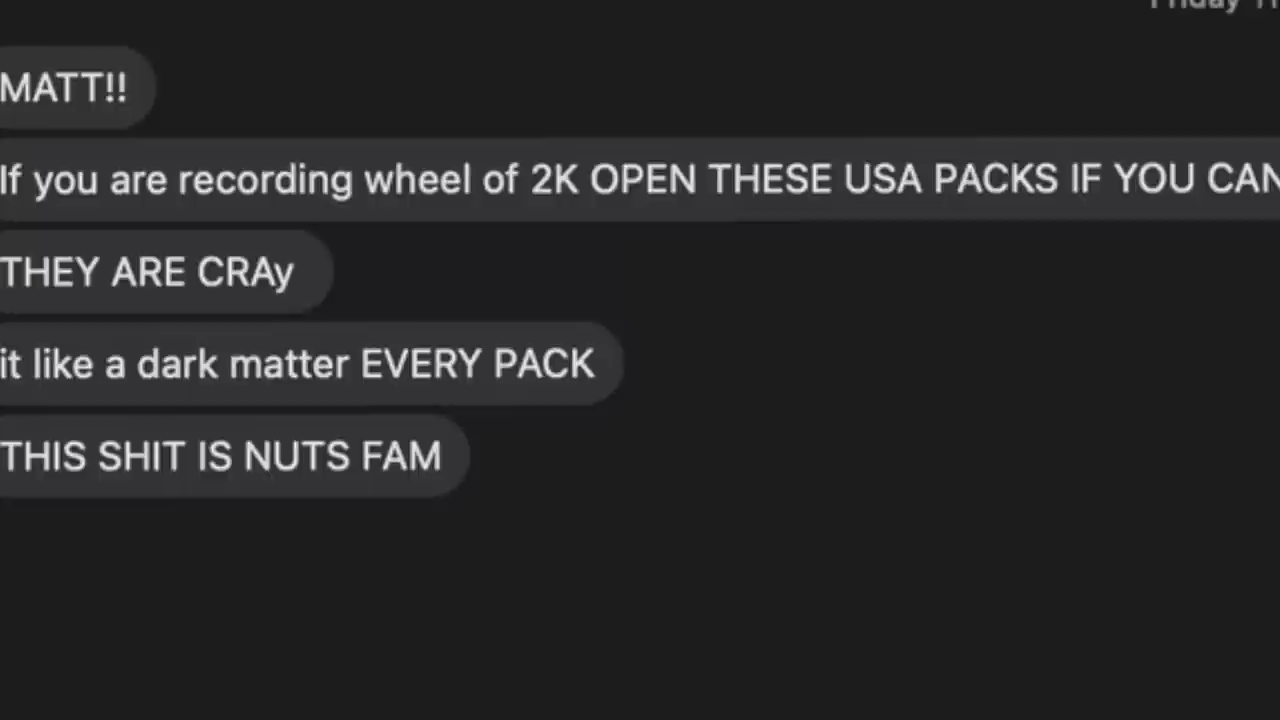 Friday
MATT!!
If you are recording wheel of 2K OPEN THESE USA PACKS IF YOU CAN
THEY ARE CRAy
it like a dark matter EVERY PACK
THIS SHIT IS NUTS FAM